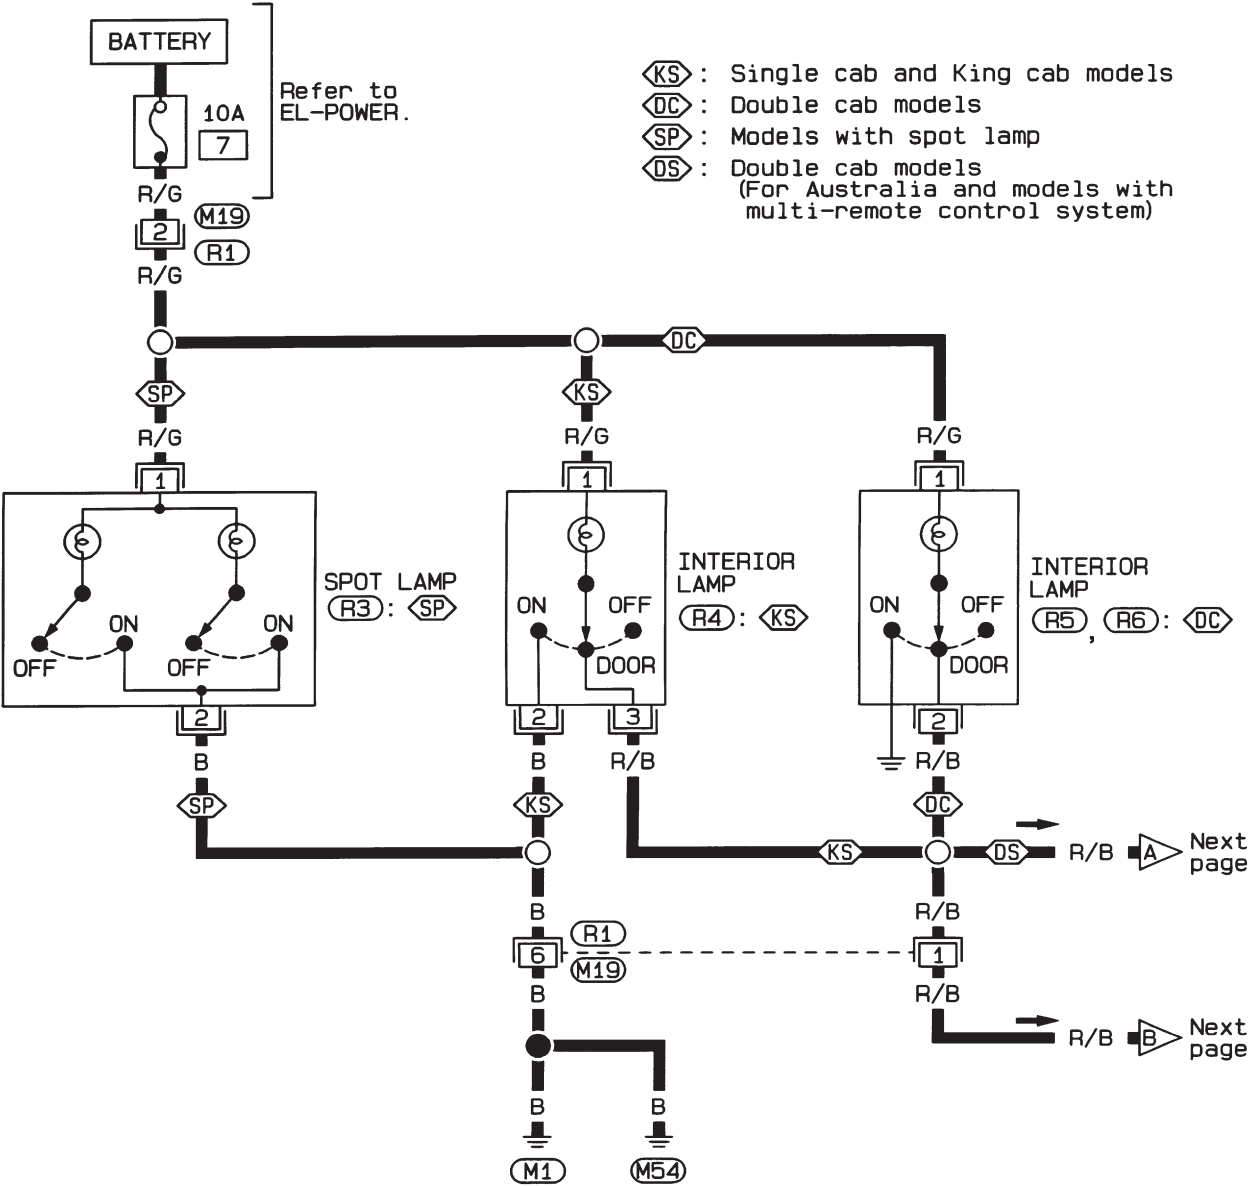 BATTERY
10A
7
Refer to
EL-POWER.
KS : Single cab and King cab models
DC : Double cab models
SP : Models with spot lamp
DS : Double cab models
(For Australia and models with
multi-remote control system)
R/G
2
M19
R1
R/G
DC
SP
KS
R/G
R/G
R/G
1
1
1
SPOT LAMP
R3 : SP
INTERIOR
LAMP
R4 : KS
INTERIOR
LAMP
R5 , R6 : DC
OFF
ON
OFF
ON
ON
OFF
DOOR
ON
OFF
DOOR
2
2
3
2
B
B
R/B
R/B
SP
KS
DC
KS
DS
R/B
A
Next
page
B
R/B
R1
6
M19
1
B
R/B
R/B
B
Next
page
B
B
M1
M54